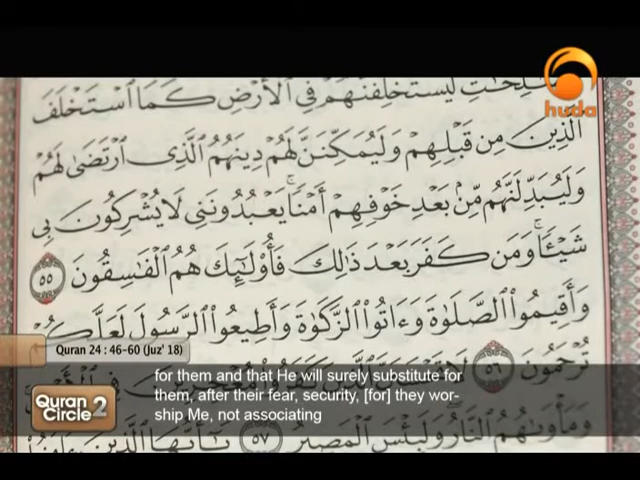 لِحَٰتِ لَيَسْتَخْلِفَنَّهُمْ فِى ٱلْأَرْضِ كَمَا ٱسْتَخْلَفَ
ٱلَّذِينَ مِن قَبْلِهِمْ وَلَيُمَكِّنَنَّ لَهُمْ دِينَهُمُ ٱلَّذِى ٱرْتَضَىٰ لَهُمْ
وَلَيُبَدِّلَنَّهُم مِّنۢ بَعْدِ خَوْفِهِمْ أَمْنًا ۚ يَعْبُدُونَنِى لَا يُشْرِكُونَ بِى
شَيْـًٔا ۚ وَمَن كَفَرَ بَعْدَ ذَٰلِكَ فَأُو۟لَـٰٓئِكَ هُمُ ٱلْفَـٰسِقُونَ ٥٥
وَأَقِيمُوا۟ ٱلصَّلَوٰةَ وَءَاتُوا۟ ٱلزَّكَوٰةَ وَأَطِيعُوا۟ ٱلرَّسُولَ لَعَلَّكُمْ
تُرْحَمُونَ ٥٦
وَمَأْوَىٰهُمُ ٱلنَّارُ وَلَبِئْسَ ٱلْمَصِيرُ ٥٧ يَـٰٓأَيُّهَا ٱلَّذِينَ
huda
Quran 24 : 46-60 (Juz' 18)
for them and that He will surely substitute for
them, after their fear, security, [for] they wor-
ship Me, not associating
Quran
Circle 2